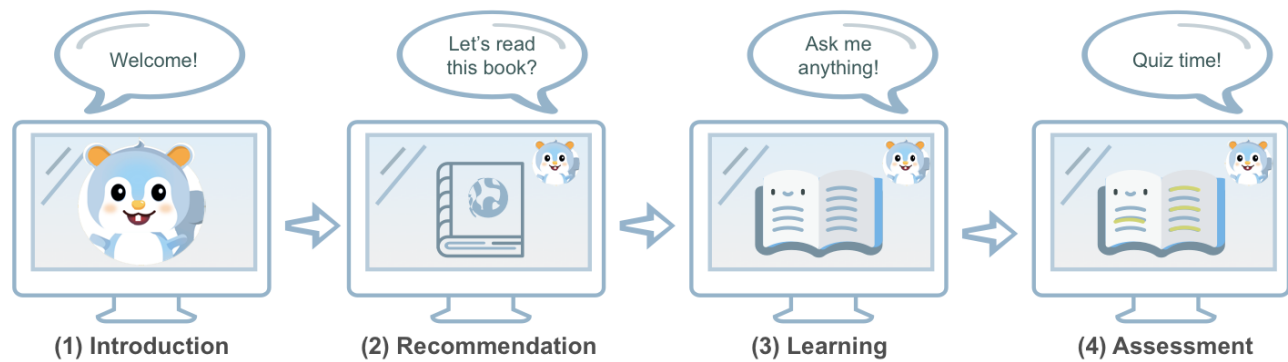 Welcome!
Let's read
this book?
Ask me
anything!
Quiz time!
(1) Introduction
(2) Recommendation
(3) Learning
(4) Assessment